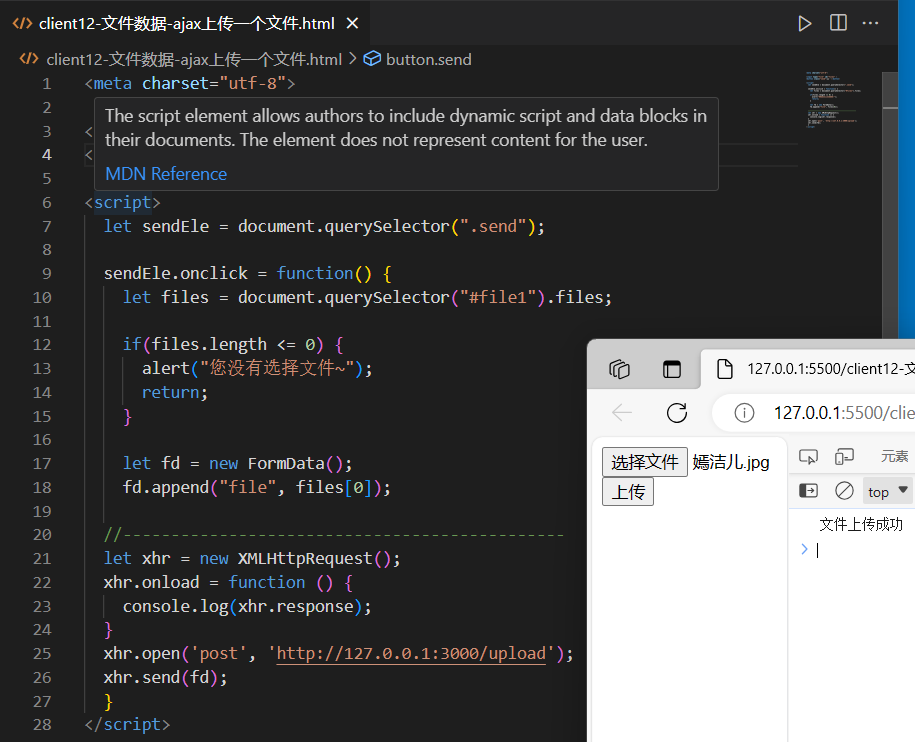 client12-文件数据-ajax上传一个文件.html
client12-文件数据-ajax上传一个文件.html > button.send
1 <meta charset="utf-8">
2
The script element allows authors to include dynamic script and data blocks in
3 <
their documents. The element does not represent content for the user.
4 <
5
MDN Reference
6 <script>
7 let sendEle = document.querySelector(".send");
8
9 sendEle.onclick = function() {
10 let files = document.querySelector("#file1").files;
11
12 if(files.length <= 0) {
13 alert("您没有选择文件~");
14 return;
15 }
16
17 let fd = new FormData();
18 fd.append("file", files[0]);
19
20 //----------------------------------------------
21 let xhr = new XMLHttpRequest();
22 xhr.onload = function () {
23 console.log(xhr.response);
24 }
25 xhr.open('post', 'http://127.0.0.1:3000/upload');
26 xhr.send(fd);
27 }
28 </script>
127.0.0.1:5500/client12-文
127.0.0.1:5500/clie
选择文件 嫣洁儿.jpg
上传
元素
top
文件上传成功
>